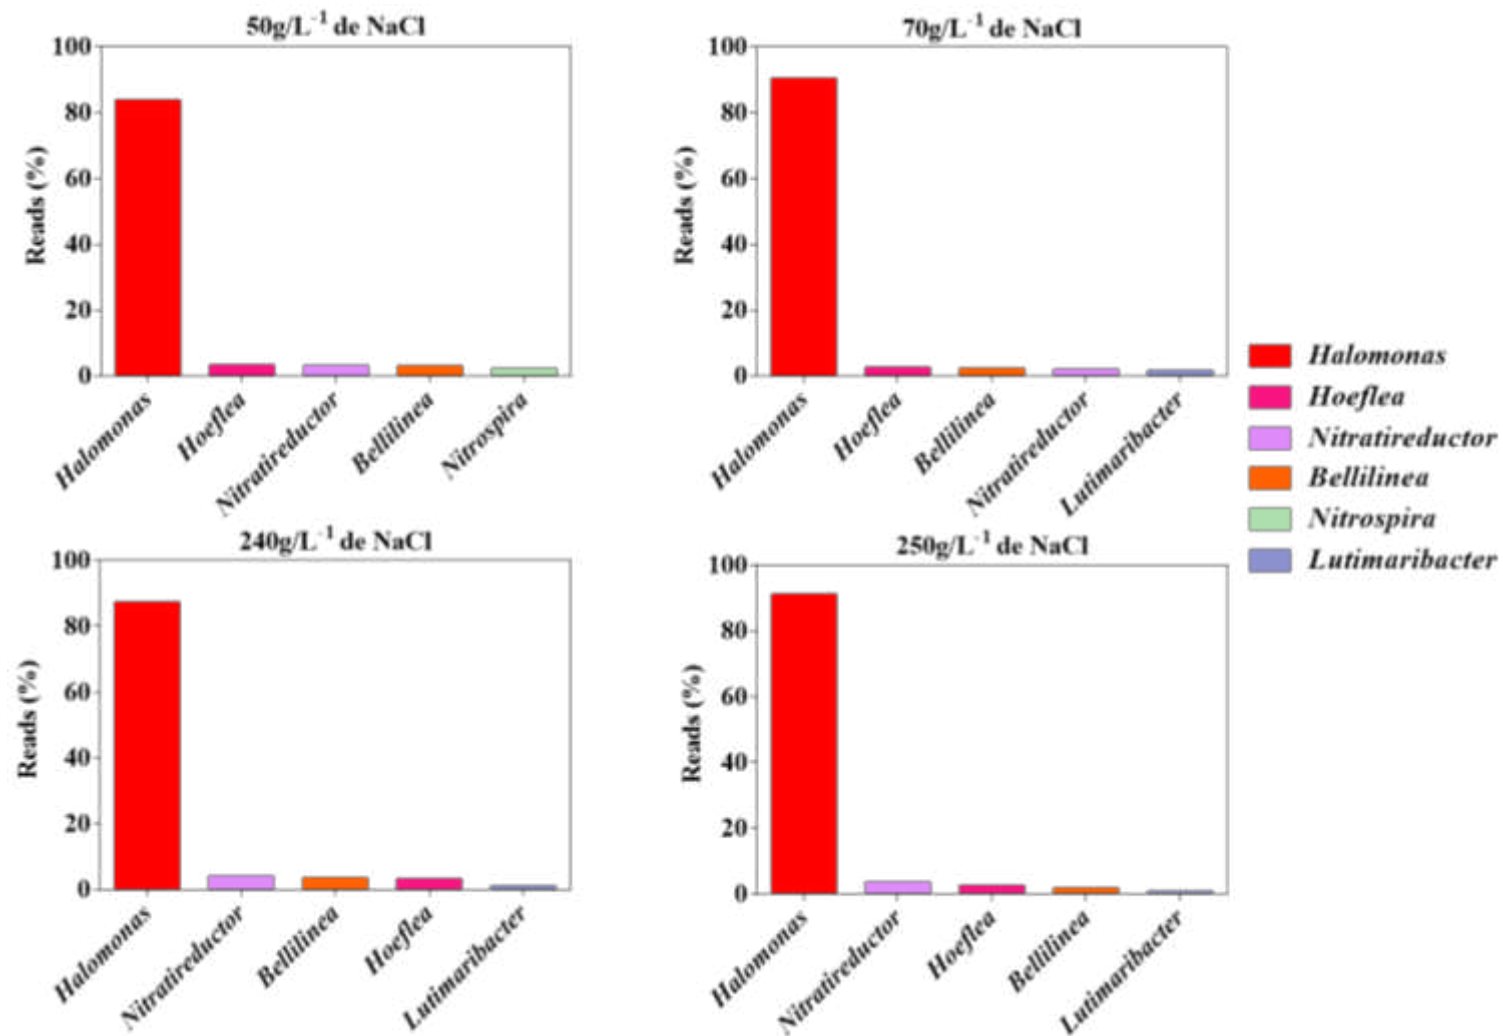 50g/L⁻¹ de NaCl
100
80
60
40
20
0
Reads (%)
Halomonas
Hoeflea
Nitratireductor
Bellilinea
Nitrospira
70g/L⁻¹ de NaCl
100
80
60
40
20
0
Reads (%)
Halomonas
Hoeflea
Bellilinea
Nitratireductor
Lutimaribacter
Halomonas
Hoeflea
Nitratireductor
Bellilinea
Nitrospira
Lutimaribacter
240g/L⁻¹ de NaCl
100
80
60
40
20
0
Reads (%)
Halomonas
Nitratireductor
Bellilinea
Hoeflea
Lutimaribacter
250g/L⁻¹ de NaCl
100
80
60
40
20
0
Reads (%)
Halomonas
Nitratireductor
Hoeflea
Bellilinea
Lutimaribacter